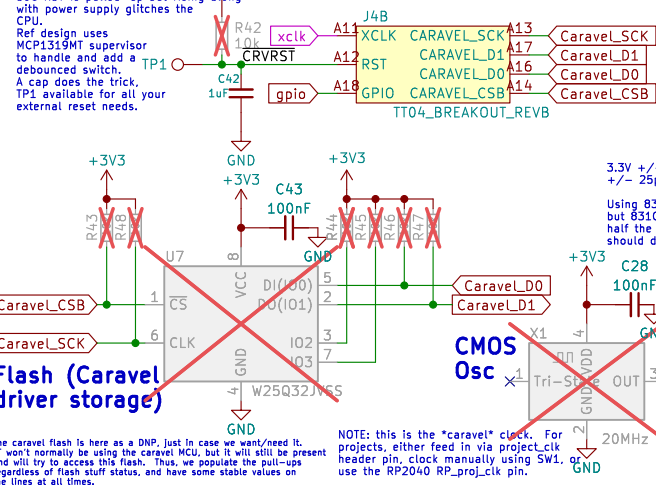 with power supply glitches the
CPU.
Ref design uses
MCP1319MT supervisor
to handle and add a
debounced switch.
A cap does the trick,
TP1 available for all your
external reset needs.
R42
10k
CRVRST
TP1
C42
1uF
GND
xclk
gpio
J4B
A11
A12
A18
XCLK
RST
GPIO
CARAVEL_SCK
CARAVEL_D1
CARAVEL_D0
CARAVEL_CSB
A13
A17
A16
A14
Caravel_SCK
Caravel_D1
Caravel_D0
Caravel_CSB
TT04_BREAKOUT_REVB
+3V3
+3V3
+3V3
R43
R48
C43
100nF
GND
R44
R45
R46
R47
U7
8
VCC
DI(IO0)
DO(IO1)
IO2
IO3
5
2
3
7
Caravel_D0
Caravel_D1
Caravel_CSB
1
CS
Caravel_SCK
6
CLK
GND
4
W25Q32JVSS
GND
Flash (Caravel
driver storage)
he caravel flash is here as a DNP, just in case we want/need it.
won't normally be using the caravel MCU, but it will still be present
nd will try to access this flash. Thus, we populate the pull-ups
egardless of flash stuff status, and have some stable values on
e lines at all times.
3.3V +/
+/- 25p
Using 83
but 8310
half the
should d
+3V3
C28
100nF
CMOS
Osc
X1
4
VDD
1
Tri-State
OUT
3
GND
2
20MHz
GND
NOTE: this is the *caravel* clock. For
projects, either feed in via project_clk
header pin, clock manually using SW1, or
use the RP2040 RP_proj_clk pin.